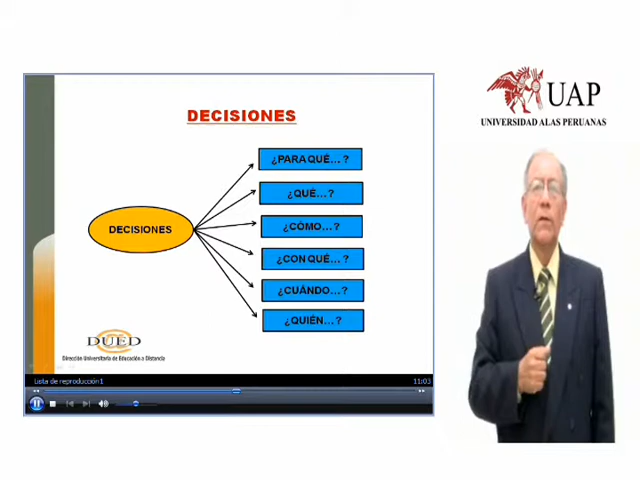 UAP
UNIVERSIDAD ALAS PERUANAS
DECISIONES
¿PARA QUÉ...?
¿QUÉ...?
¿CÓMO...?
DECISIONES
¿CON QUÉ...?
¿CUÁNDO...?
¿QUIÉN...?
DUED
Dirección Universitaria de Educación a Distancia
Lista de reproducción1
11:03